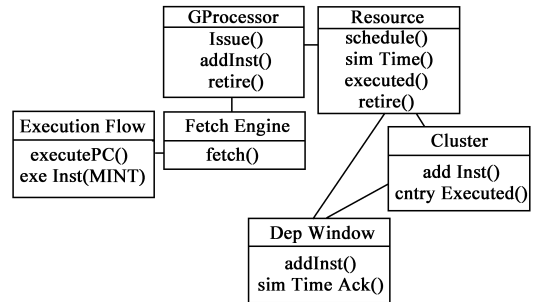 GProcessor
Issue()
addInst()
retire()
Resource
schedule()
sim Time()
executed()
retire()
Execution Flow
executePC()
exe Inst(MINT)
Fetch Engine
fetch()
Cluster
add Inst()
cntry Executed()
Dep Window
addInst()
sim Time Ack()